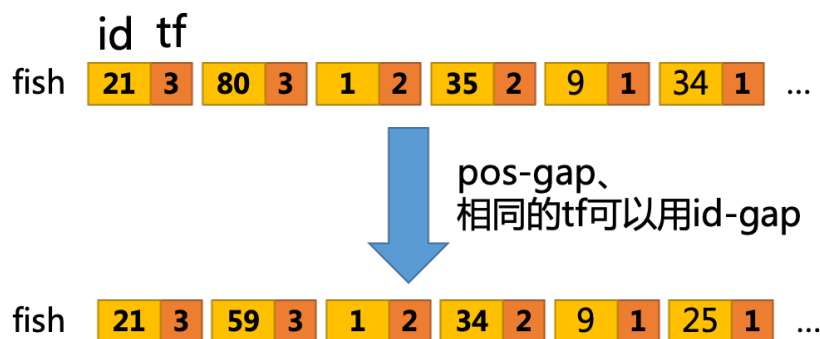 id tf
fish 21 3 80 3 1 2 35 2 9 1 34 1 ...
pos-gap、
相同的tf可以用id-gap
fish 21 3 59 3 1 2 34 2 9 1 25 1 ...